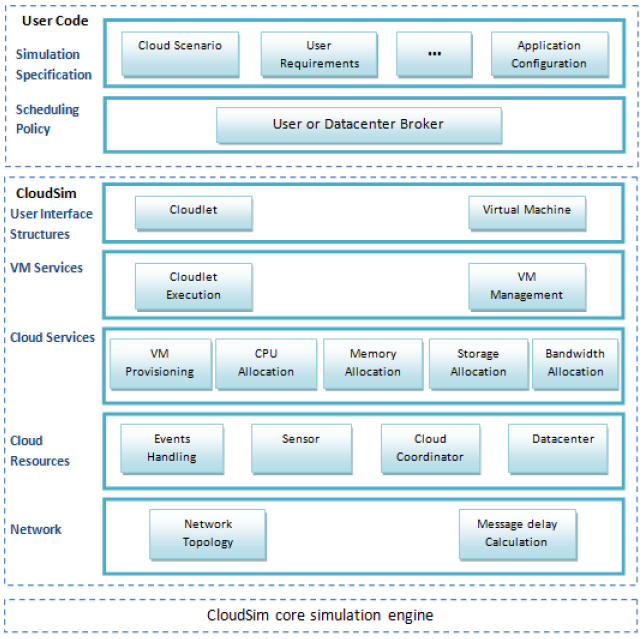 User Code
Simulation
Specification
Cloud Scenario
User
Requirements
...
Application
Configuration
Scheduling
Policy
User or Datacenter Broker
CloudSim
User Interface
Structures
Cloudlet
Virtual Machine
VM Services
Cloudlet
Execution
VM
Management
Cloud Services
VM
Provisioning
CPU
Allocation
Memory
Allocation
Storage
Allocation
Bandwidth
Allocation
Cloud
Resources
Events
Handling
Sensor
Cloud
Coordinator
Datacenter
Network
Network
Topology
Message delay
Calculation
CloudSim core simulation engine